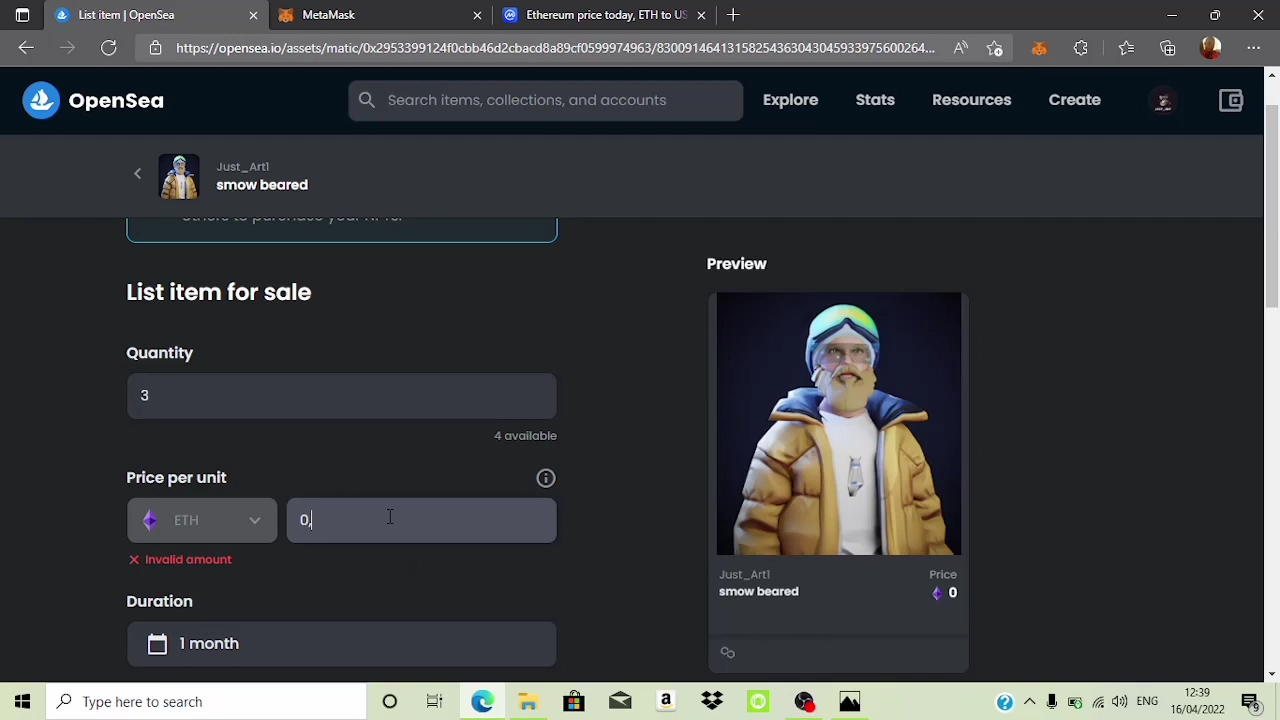 List item | OpenSea
MetaMask
Ethereum price today, ETH to US
https://opensea.io/assets/matic/0x2953399124f0cbb46d2cbacd8a89cf0599974963/83009146413158254363043045933975600264...
OpenSea
Search items, collections, and accounts
Explore
Stats
Resources
Create
Just_Art1
smow beared
List item for sale
Preview
Quantity
3
4 available
Price per unit
ETH
0,
Invalid amount
Just_Art1
Price
smow beared
0
Duration
1 month
Type here to search
ENG
12:39
16/04/2022
9